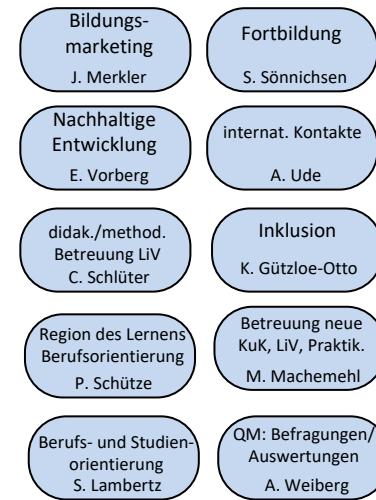 Bildungs-
marketing
J. Merkler
Fortbildung
S. Sönnichsen
Nachhaltige
Entwicklung
E. Vorberg
internat. Kontakte
A. Ude
didak./method.
Betreuung LiV
C. Schlüter
Inklusion
K. Gützloe-Otto
Region des Lernens
Berufsorientierung
P. Schütze
Betreuung neue
KuK, LiV, Praktik.
M. Machemehl
Berufs- und Studien-
orientierung
S. Lambertz
QM: Befragungen/
Auswertungen
A. Weiberg